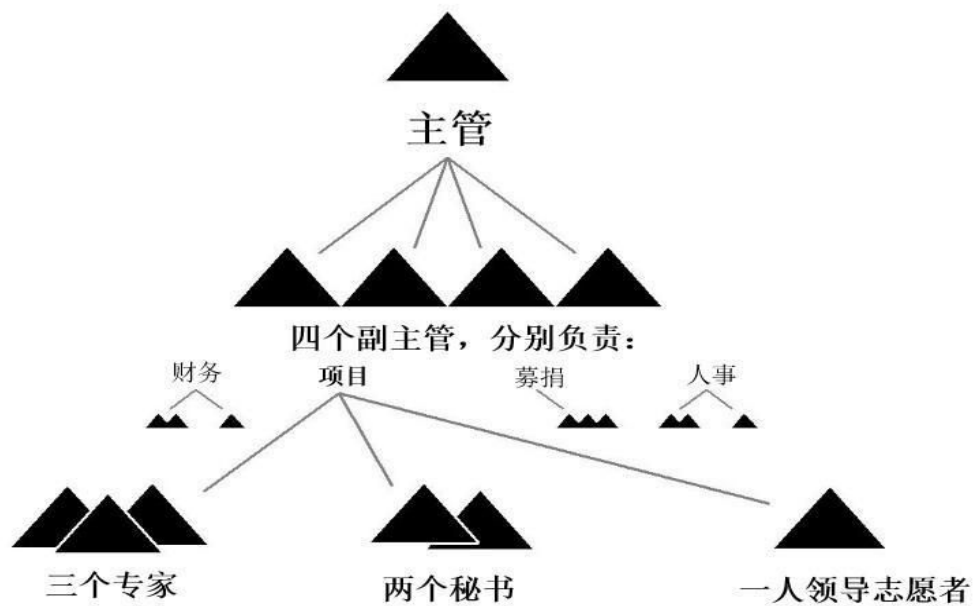 主管
四个副主管，分别负责：
财务 项目 募捐 人事
三个专家 两个秘书 一人领导志愿者